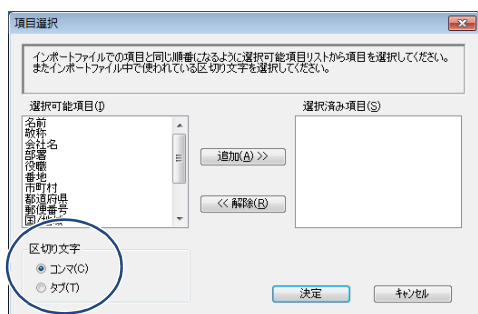 項目選択
インポートファイルでの項目と同じ順番になるように選択可能項目リストから項目を選択してください。
またインポートファイル中で使われている区切り文字を選択してください。
選択可能項目(I)
名前
敬称
会社名
部署
役職
番地
市町村
都道府県
郵便番号
国/地域
追加(A) >>
<< 解除(R)
選択済み項目(S)
区切り文字
コンマ(C)
タブ(T)
決定
キャンセル